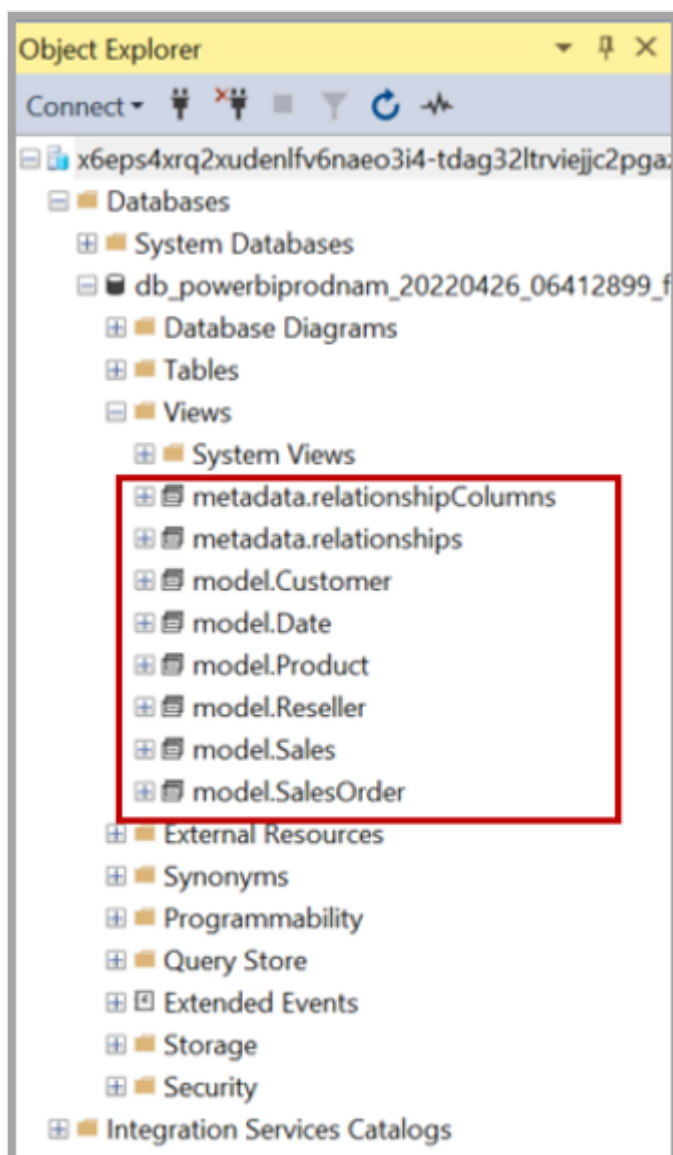 Object Explorer
Connect
x6eps4xrq2xudenlfv6naeo3i4-tdag32ltrviejjc2pgaz
Databases
System Databases
db_powerbiprodnam_20220426_06412899_f
Database Diagrams
Tables
Views
System Views
metadata.relationshipColumns
metadata.relationships
model.Customer
model.Date
model.Product
model.Reseller
model.Sales
model.SalesOrder
External Resources
Synonyms
Programmability
Query Store
Extended Events
Storage
Security
Integration Services Catalogs